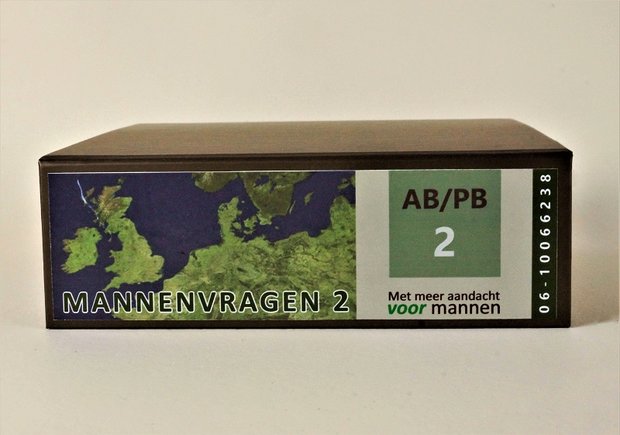 MANNENVRAGEN 2
AB/PB
2
Met meer aandacht
voor mannen
06-10066238